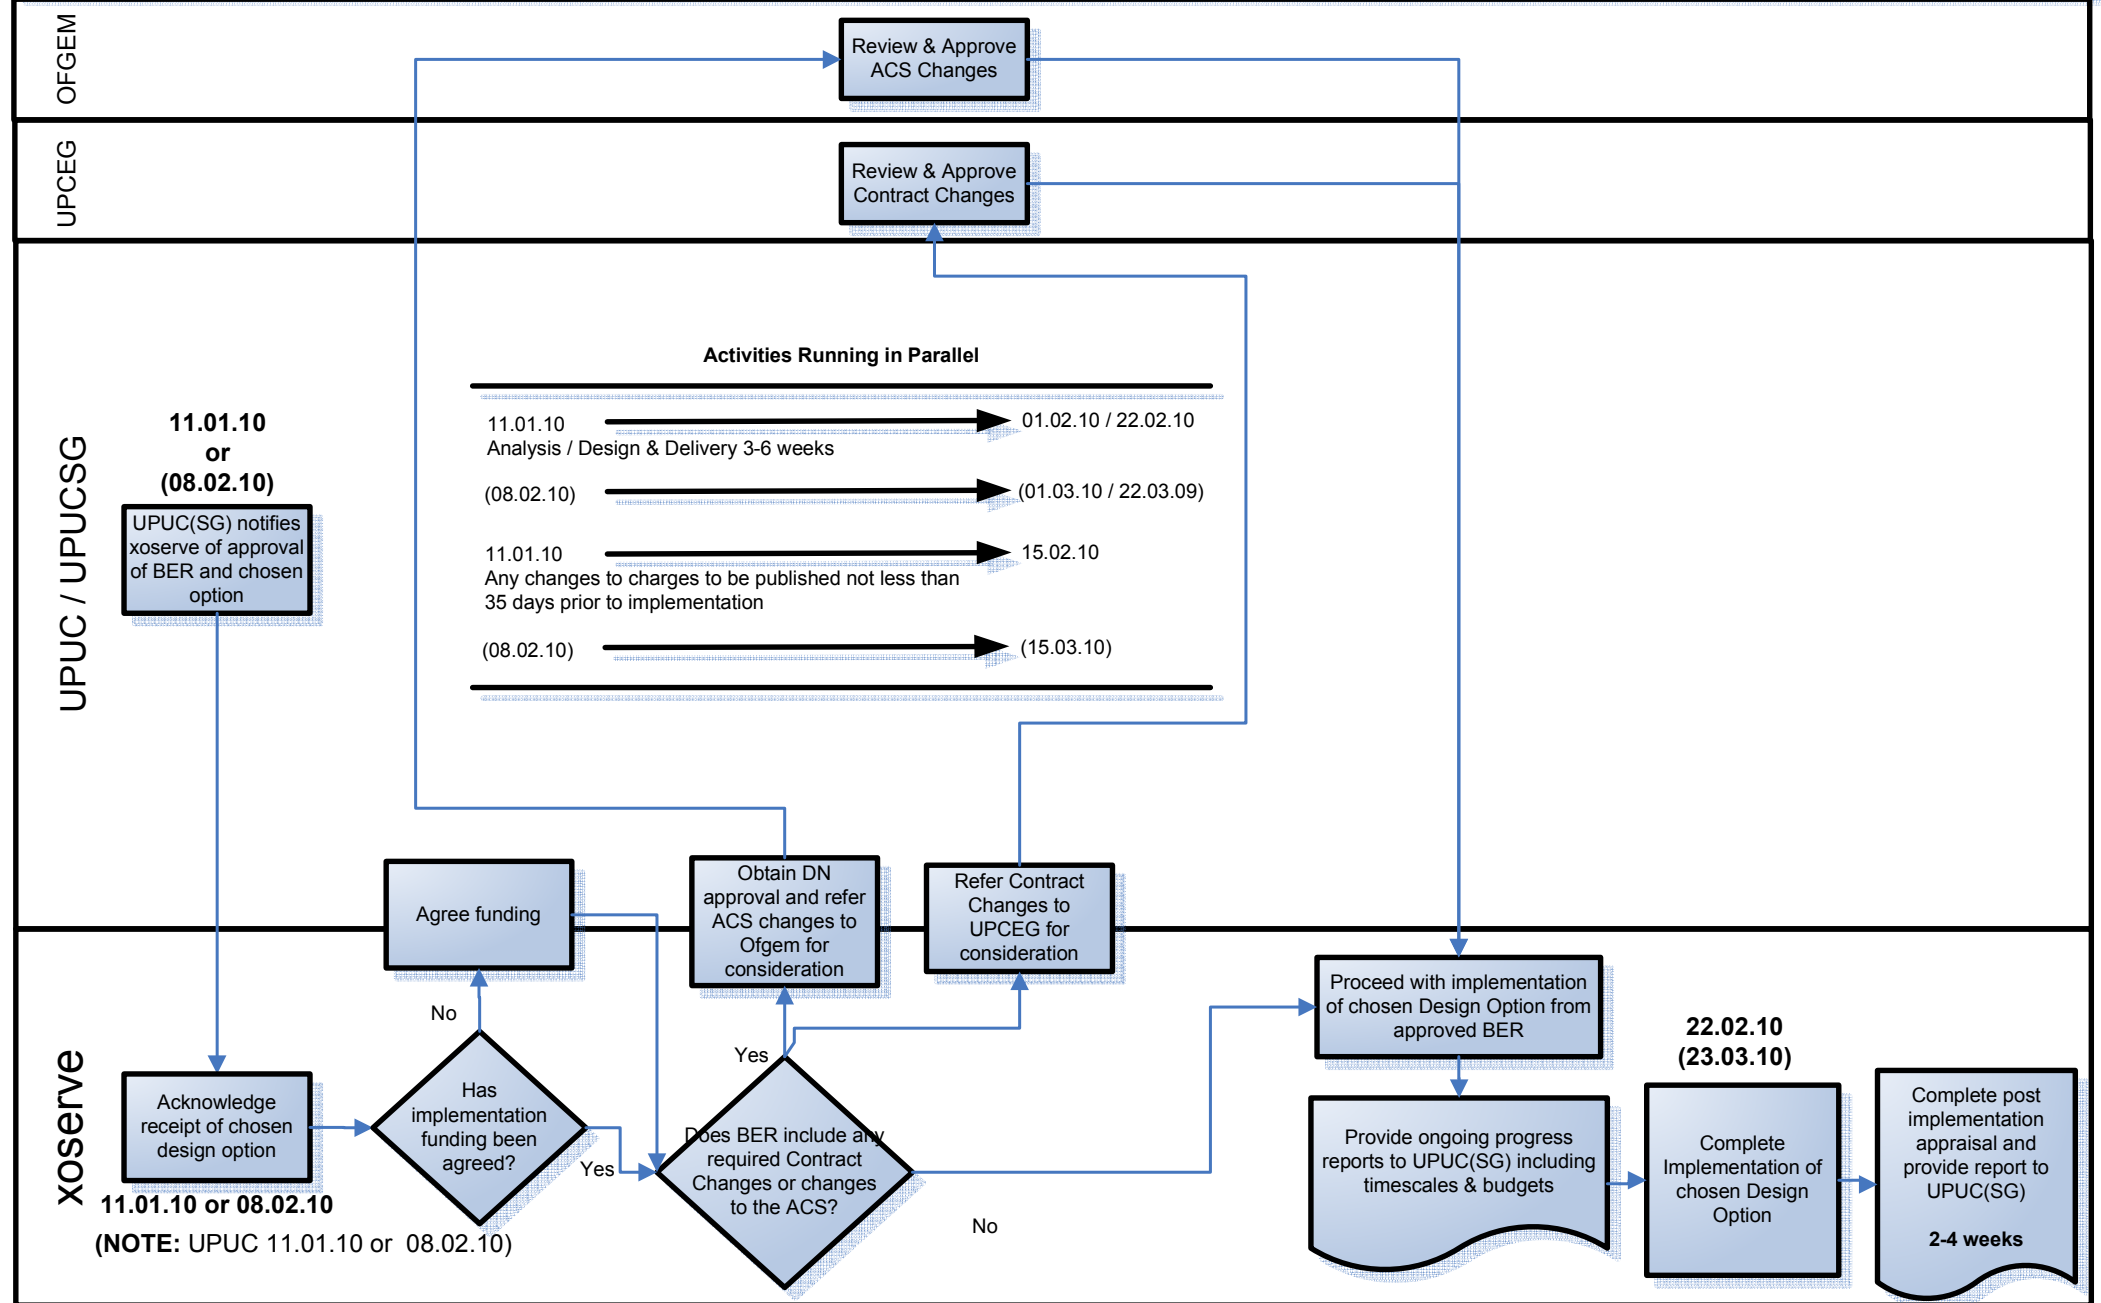 OFGEM
Review & Approve
ACS Changes
UPCEG
Review & Approve
Contract Changes
UPUC / UPUCSG
11.01.10
or
(08.02.10)
UPUC(SG) notifies
xoserve of approval
of BER and chosen
option
Activities Running in Parallel
11.01.10
01.02.10 / 22.02.10
Analysis / Design & Delivery 3-6 weeks
(08.02.10)
(01.03.10 / 22.03.09)
11.01.10
15.02.10
Any changes to charges to be published not less than
35 days prior to implementation
(08.02.10)
(15.03.10)
Agree funding
Obtain DN
approval and refer
ACS changes to
Ofgem for
consideration
Refer Contract
Changes to
UPCEG for
consideration
xoserve
Acknowledge
receipt of chosen
design option
11.01.10 or 08.02.10
(NOTE: UPUC 11.01.10 or 08.02.10)
No
Has
implementation
funding been
agreed?
Yes
Yes
Does BER include any
required Contract
Changes or changes
to the ACS?
No
Proceed with implementation
of chosen Design Option from
approved BER
Provide ongoing progress
reports to UPUC(SG) including
timescales & budgets
22.02.10
(23.03.10)
Complete
Implementation of
chosen Design
Option
Complete post
implementation
appraisal and
provide report to
UPUC(SG)
2-4 weeks